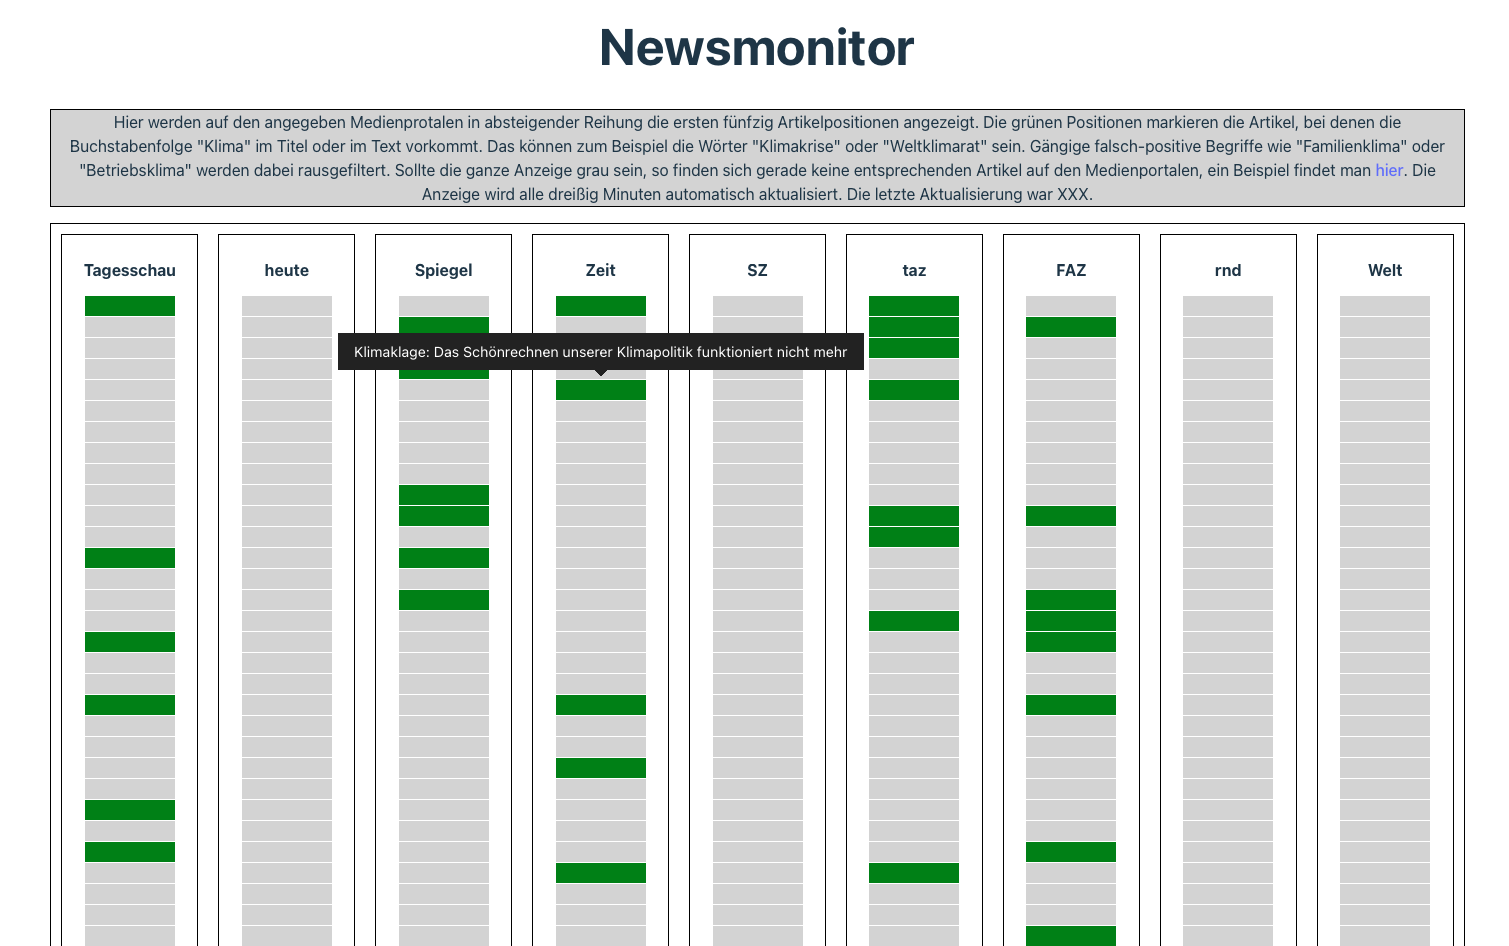 Newsmonitor
Hier werden auf den angegeben Medienprotalen in absteigender Reihung die ersten fünfzig Artikelpositionen angezeigt. Die grünen Positionen markieren die Artikel, bei denen die
Buchstabenfolge "Klima" im Titel oder im Text vorkommt. Das können zum Beispiel die Wörter "Klimakrise" oder "Weltklimarat" sein. Gängige falsch-positive Begriffe wie "Familienklima" oder
"Betriebsklima" werden dabei rausgefiltert. Sollte die ganze Anzeige grau sein, so finden sich gerade keine entsprechenden Artikel auf den Medienportalen, ein Beispiel findet man hier. Die
Anzeige wird alle dreißig Minuten automatisch aktualisiert. Die letzte Aktualisierung war XXX.
Tagesschau
heute
Spiegel
Zeit
SZ
taz
FAZ
rnd
Welt
Klimaklage: Das Schönrechnen unserer Klimapolitik funktioniert nicht mehr